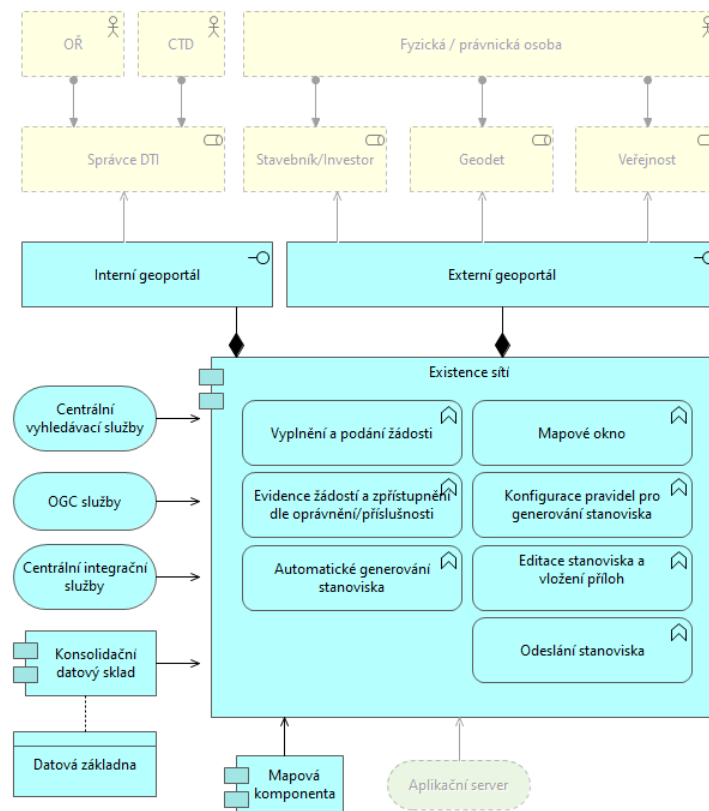 OŘ
CTD
Fyzická / právnická osoba
Správce DTI
Stavebník/Investor
Geodet
Veřejnost
Interní geoportál
Externí geoportál
Existence sítí
Centrální
vyhledávací služby
Vyplnění a podání žádosti
Mapové okno
OGC služby
Evidence žádostí a zpřístupnění
dle oprávnění/příslušnosti
Konfigurace pravidel pro
generování stanoviska
Centrální integrační
služby
Automatické generování
stanoviska
Editace stanoviska a
vložení příloh
Konsolidační
datový sklad
Odeslání stanoviska
Datová základna
Mapová
komponenta
Aplikační server